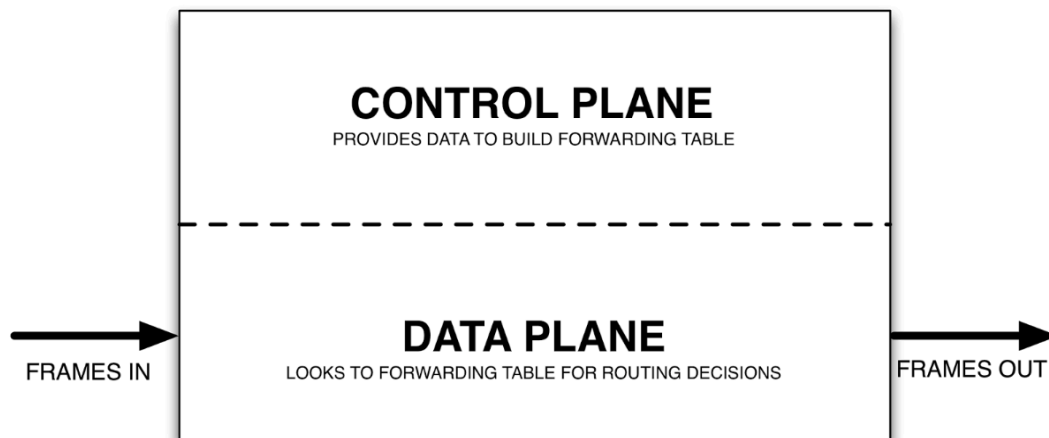 CONTROL PLANE
PROVIDES DATA TO BUILD FORWARDING TABLE
DATA PLANE
LOOKS TO FORWARDING TABLE FOR ROUTING DECISIONS
FRAMES IN
FRAMES OUT